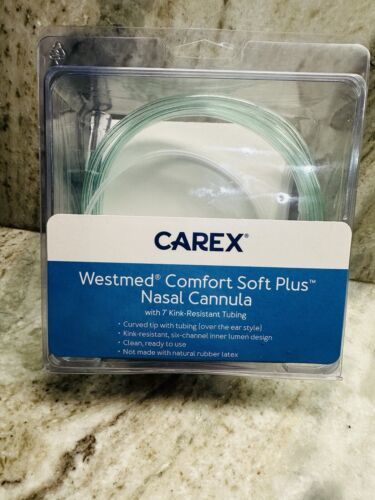 CAREX®
Westmed® Comfort Soft Plus™
Nasal Cannula
with 7' Kink-Resistant Tubing
• Curved tip with tubing (over the ear style)
• Kink-resistant, six-channel inner lumen design
• Clean, ready to use
• Not made with natural rubber latex